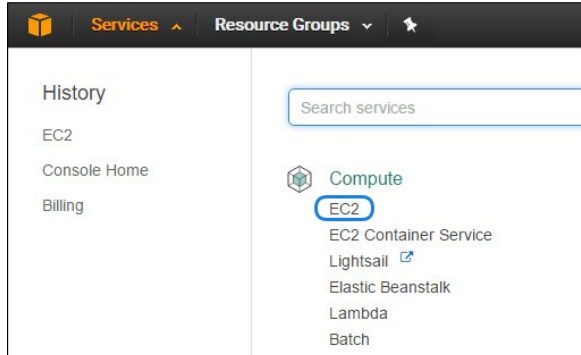 Services Resource Groups
History
EC2
Console Home
Billing
Search services
Compute
EC2
EC2 Container Service
Lightsail
Elastic Beanstalk
Lambda
Batch